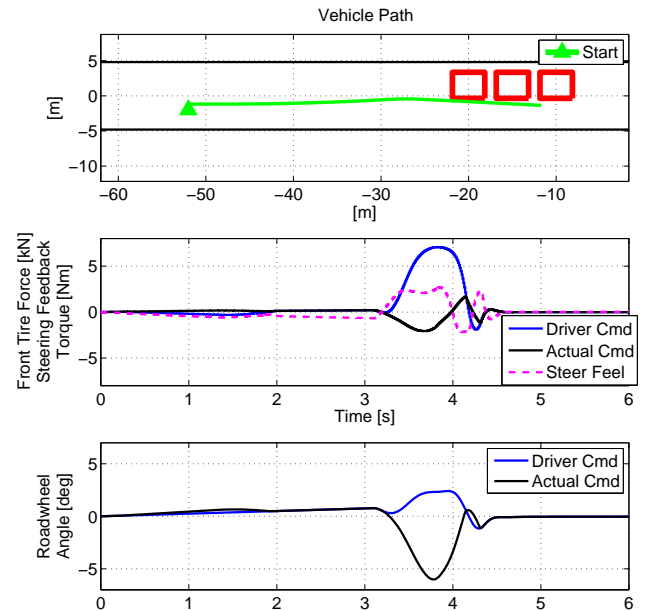 Vehicle Path
[m]
5
0
−5
−10
Start
−60 −50 −40 −30 −20 −10
[m]
Front Tire Force [kN]
Steering Feedback
Torque [Nm]
5
0
−5
Driver Cmd
Actual Cmd
Steer Feel
0 1 2 3 4 5 6
Time [s]
Roadwheel
Angle [deg]
5
0
−5
Driver Cmd
Actual Cmd
0 1 2 3 4 5 6